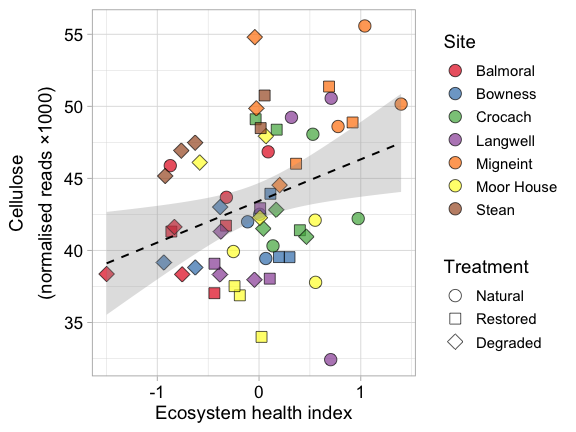 Cellulose
(normalised reads ×1000)
55
50
45
40
35
-1
0
1
Ecosystem health index
Site
Balmoral
Bowness
Crocach
Langwell
Migneint
Moor House
Stean
Treatment
Natural
Restored
Degraded